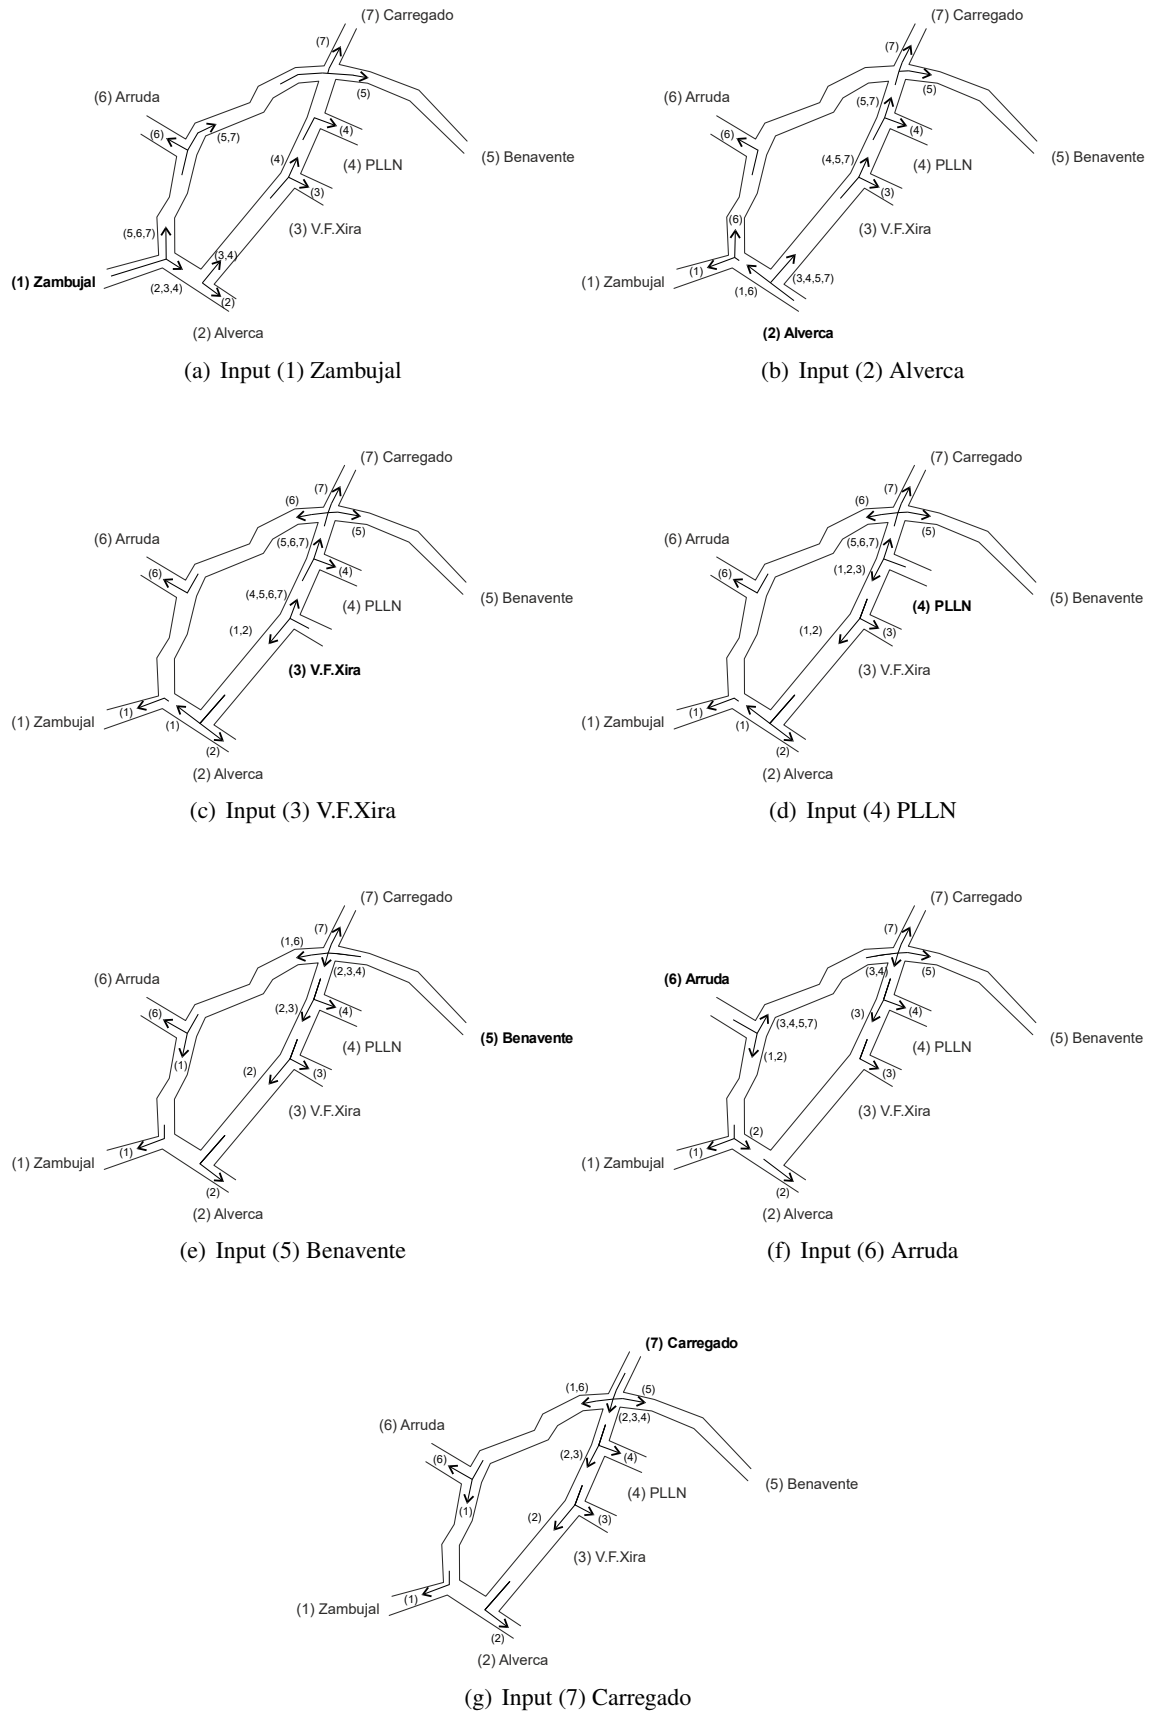 (7) Carregado
(7)
(5)
(6) Arruda
(6)
(5,7)
(4)
(4)
(4) PLLN
(5) Benavente
(3)
(3) V.F.Xira
(5,6,7)
(3,4)
(1) Zambujal
(2,3,4)
(2)
(2) Alverca
(a) Input (1) Zambujal
(7) Carregado
(7)
(5)
(6) Arruda
(5,7)
(6)
(4)
(4,5,7)
(4) PLLN
(5) Benavente
(3)
(6)
(3) V.F.Xira
(1)
(3,4,5,7)
(1) Zambujal
(1,6)
(2) Alverca
(b) Input (2) Alverca
(7) Carregado
(7)
(6)
(5)
(6) Arruda
(5,6,7)
(6)
(4)
(4,5,6,7)
(4) PLLN
(5) Benavente
(1,2)
(3) V.F.Xira
(1)
(1) Zambujal
(1)
(2)
(2) Alverca
(c) Input (3) V.F.Xira
(7) Carregado
(7)
(6)
(5)
(6) Arruda
(5,6,7)
(6)
(1,2,3)
(4) PLLN
(5) Benavente
(1,2)
(3)
(3) V.F.Xira
(1)
(1) Zambujal
(1)
(2)
(2) Alverca
(d) Input (4) PLLN
(7) Carregado
(7)
(1,6)
(2,3,4)
(6) Arruda
(6)
(2,3)
(4)
(5) Benavente
(4) PLLN
(1)
(2)
(3)
(3) V.F.Xira
(1)
(1) Zambujal
(2)
(2) Alverca
(e) Input (5) Benavente
(7) Carregado
(7)
(3,4)
(5)
(6) Arruda
(3,4,5,7)
(3)
(4)
(5) Benavente
(4) PLLN
(1,2)
(3)
(3) V.F.Xira
(2)
(1)
(1) Zambujal
(2)
(2) Alverca
(f) Input (6) Arruda
(7) Carregado
(1,6)
(5)
(2,3,4)
(6) Arruda
(6)
(2,3)
(4)
(5) Benavente
(4) PLLN
(1)
(2)
(3)
(3) V.F.Xira
(1)
(1) Zambujal
(2)
(2) Alverca
(g) Input (7) Carregado